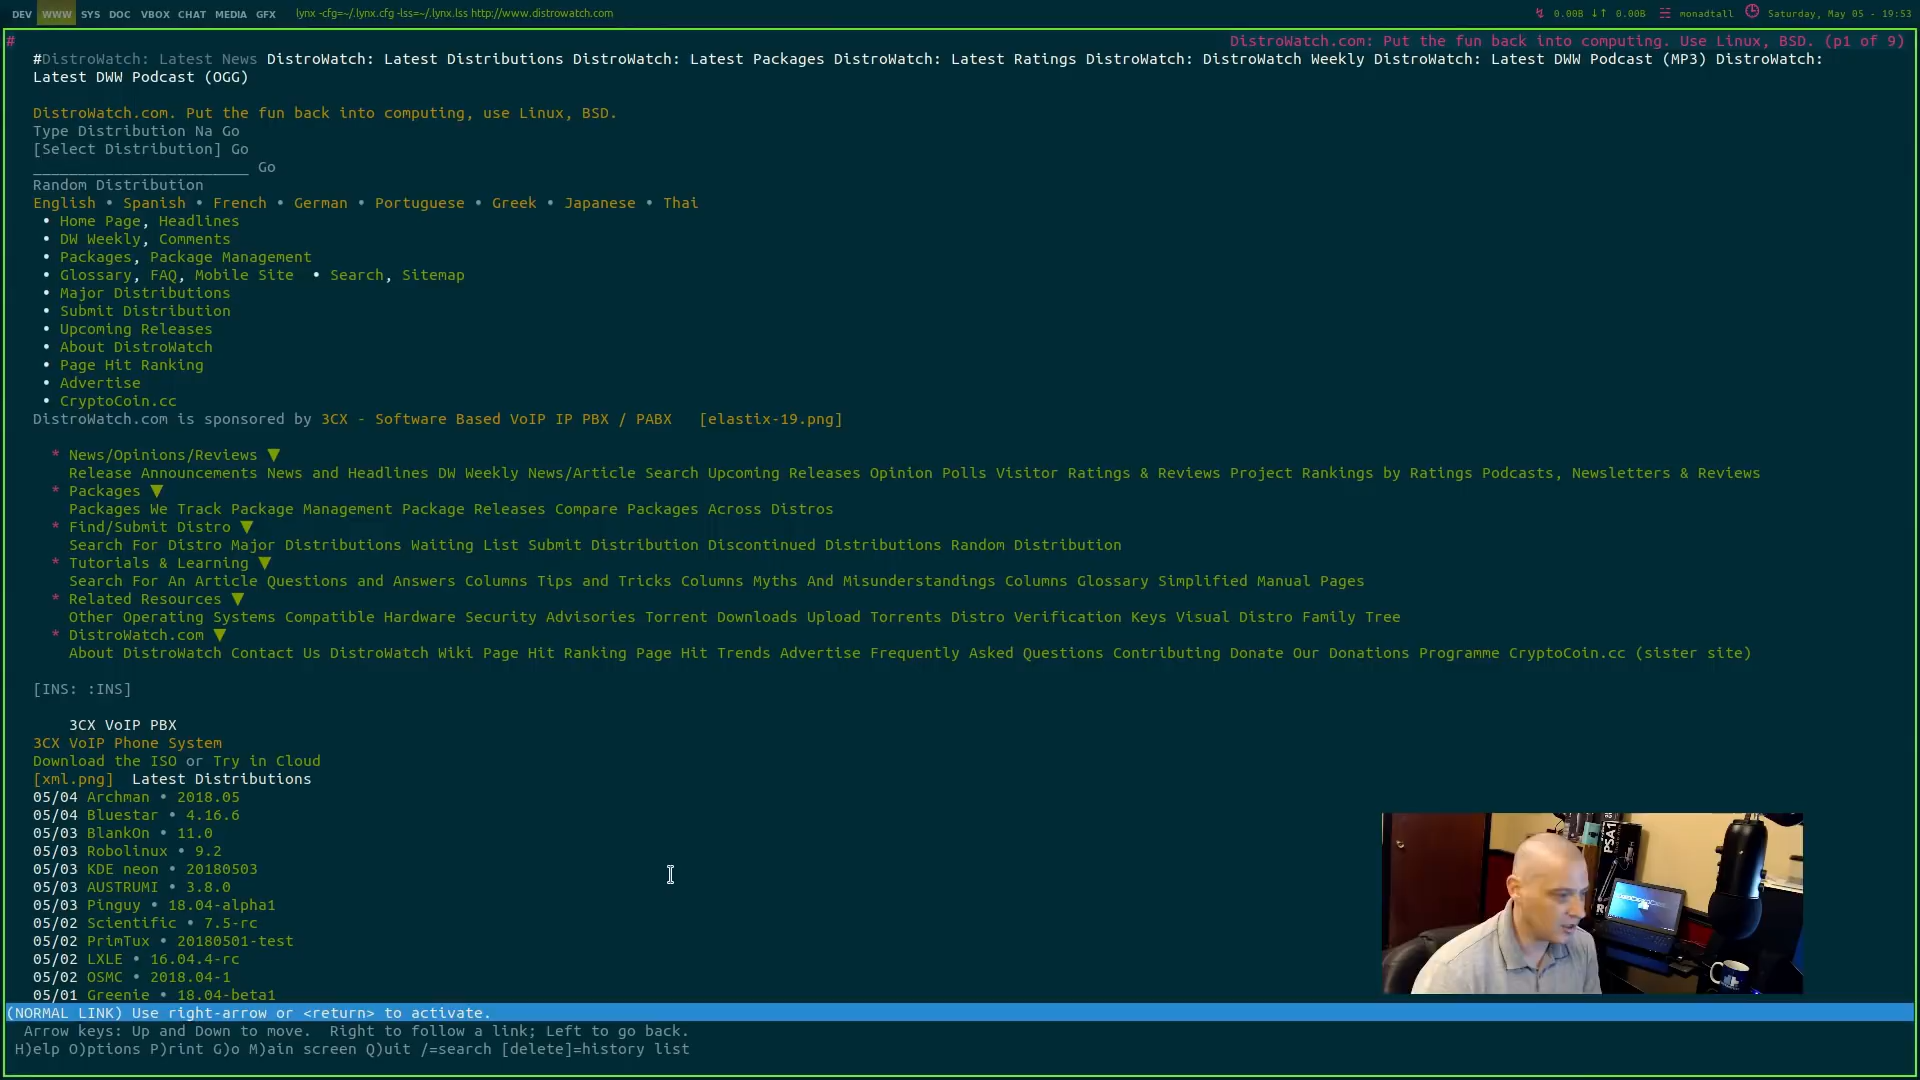 DEV WWW SYS DOC VBOX CHAT MEDIA GFX lynx -cfg=~/.lynx.cfg -lss=~/.lynx.lss http://www.distrowatch.com 0.00B ↓↑ 0.00B monadtall Saturday, May 05 - 19:53
# DistroWatch.com: Put the fun back into computing. Use Linux, BSD. (p1 of 9)
#DistroWatch: Latest News DistroWatch: Latest Distributions DistroWatch: Latest Packages DistroWatch: Latest Ratings DistroWatch: DistroWatch Weekly DistroWatch: Latest DWW Podcast (MP3) DistroWatch:
Latest DWW Podcast (OGG)
DistroWatch.com. Put the fun back into computing, use Linux, BSD.
Type Distribution Na Go
[Select Distribution] Go
________________________ Go
Random Distribution
English • Spanish • French • German • Portuguese • Greek • Japanese • Thai
• Home Page, Headlines
• DW Weekly, Comments
• Packages, Package Management
• Glossary, FAQ, Mobile Site • Search, Sitemap
• Major Distributions
• Submit Distribution
• Upcoming Releases
• About DistroWatch
• Page Hit Ranking
• Advertise
• CryptoCoin.cc
DistroWatch.com is sponsored by 3CX - Software Based VoIP IP PBX / PABX [elastix-19.png]
* News/Opinions/Reviews ▼
Release Announcements News and Headlines DW Weekly News/Article Search Upcoming Releases Opinion Polls Visitor Ratings & Reviews Project Rankings by Ratings Podcasts, Newsletters & Reviews
* Packages ▼
Packages We Track Package Management Package Releases Compare Packages Across Distros
* Find/Submit Distro ▼
Search For Distro Major Distributions Waiting List Submit Distribution Discontinued Distributions Random Distribution
* Tutorials & Learning ▼
Search For An Article Questions and Answers Columns Tips and Tricks Columns Myths And Misunderstandings Columns Glossary Simplified Manual Pages
* Related Resources ▼
Other Operating Systems Compatible Hardware Security Advisories Torrent Downloads Upload Torrents Distro Verification Keys Visual Distro Family Tree
* DistroWatch.com ▼
About DistroWatch Contact Us DistroWatch Wiki Page Hit Ranking Page Hit Trends Advertise Frequently Asked Questions Contributing Donate Our Donations Programme CryptoCoin.cc (sister site)
[INS: :INS]
3CX VoIP PBX
3CX VoIP Phone System
Download the ISO or Try in Cloud
[xml.png] Latest Distributions
05/04 Archman • 2018.05
05/04 Bluestar • 4.16.6
05/03 BlankOn • 11.0
05/03 Robolinux • 9.2
05/03 KDE neon • 20180503
05/03 AUSTRUMI • 3.8.0
05/03 Pinguy • 18.04-alpha1
05/02 Scientific • 7.5-rc
05/02 PrimTux • 20180501-test
05/02 LXLE • 16.04.4-rc
05/02 OSMC • 2018.04-1
05/01 Greenie • 18.04-beta1
PSA1
(NORMAL LINK) Use right-arrow or <return> to activate.
Arrow keys: Up and Down to move. Right to follow a link; Left to go back.
H)elp O)ptions P)rint G)o M)ain screen Q)uit /=search [delete]=history list